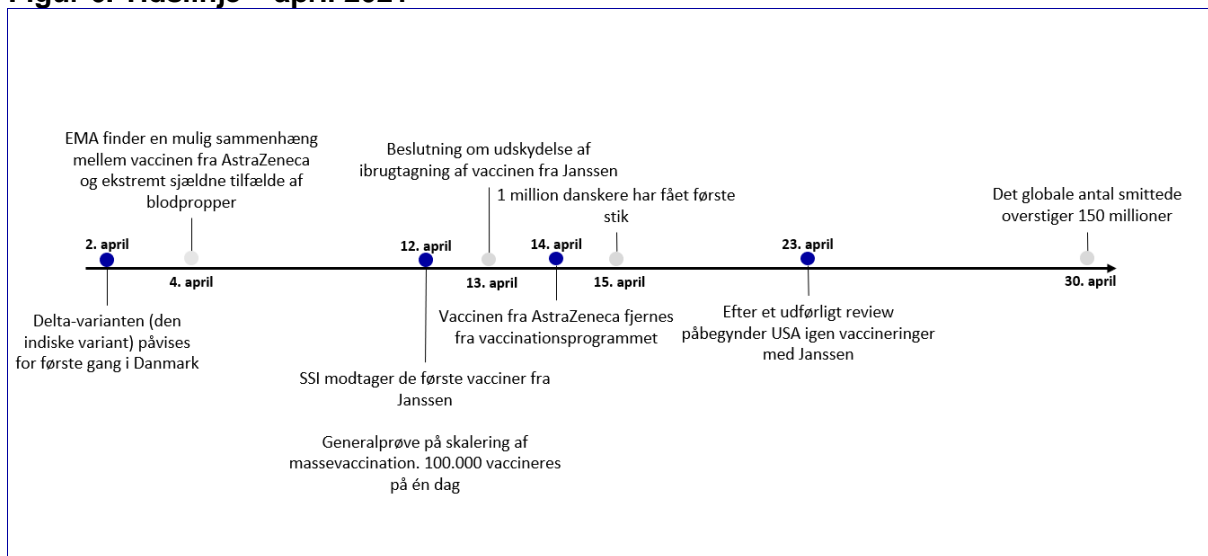 EMA finder en mulig sammenhæng
mellem vaccinen fra AstraZeneca
og ekstremt sjældne tilfælde af
blodpropper
Beslutning om udskydelse af
ibrugtagning af vaccinen fra Janssen
1 million danskere har fået første
stik
Det globale antal smittede
overstiger 150 millioner
2. april
12. april
14. april
23. april
4. april
13. april
15. april
30. april
Delta-varianten (den
indiske variant) påvises
for første gang i Danmark
SSI modtager de første vacciner fra
Janssen
Generalprøve på skalering af
massevaccination. 100.000 vaccineres
på én dag
Vaccinen fra AstraZeneca fjernes
fra vaccinationsprogrammet
Efter et udførligt review
påbegynder USA igen vaccineringer
med Janssen